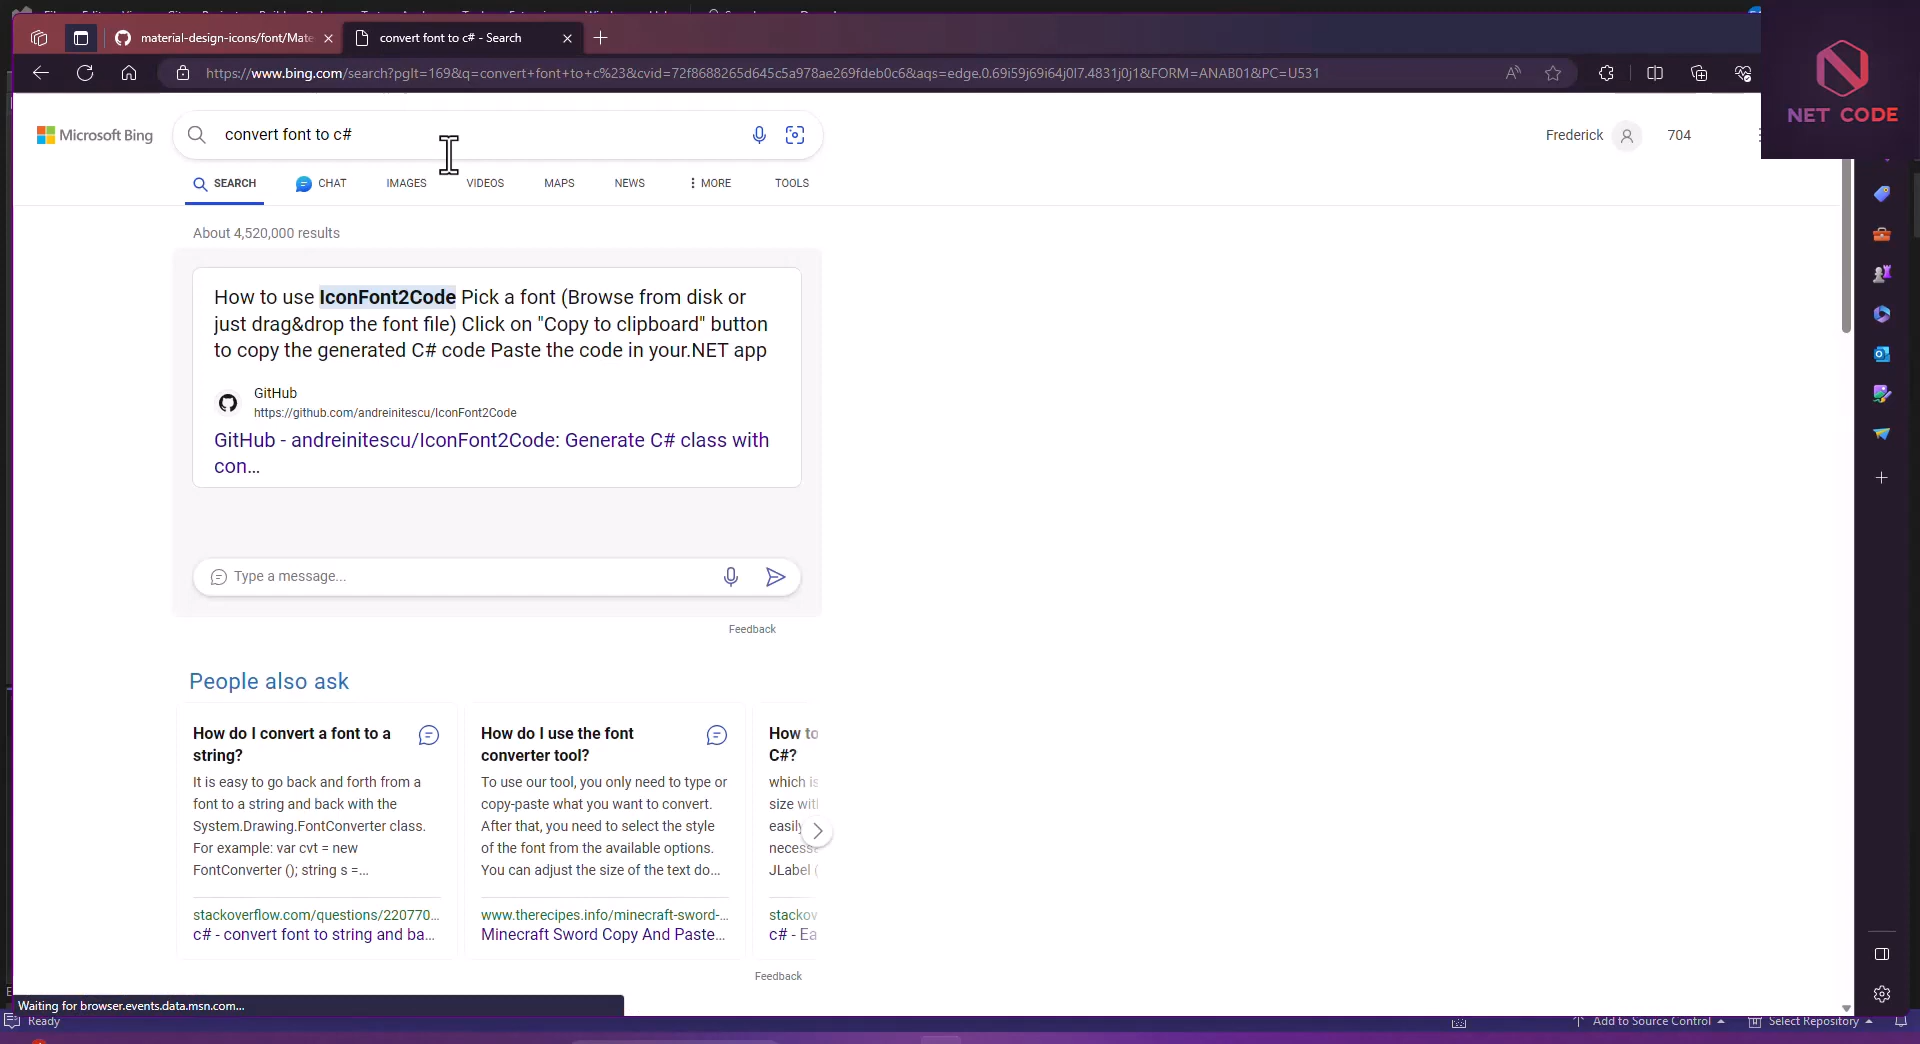 material-design-icons/font/Mate
convert font to c# - Search
https://www.bing.com/search?pglt=169&q=convert+font+to+c%23&cvid=72f8688265d645c5a978ae269fdeb0c6&aqs=edge.0.69i59j69i64j0l7.4831j0j1&FORM=ANAB01&PC=U531
NET CODE
Microsoft Bing
convert font to c#
Frederick
704
SEARCH
CHAT
IMAGES
VIDEOS
MAPS
NEWS
MORE
TOOLS
About 4,520,000 results
How to use IconFont2Code Pick a font (Browse from disk or
just drag&drop the font file) Click on "Copy to clipboard" button
to copy the generated C# code Paste the code in your.NET app
GitHub
https://github.com/andreinitescu/IconFont2Code
GitHub - andreinitescu/IconFont2Code: Generate C# class with
con...
Type a message...
Feedback
People also ask
How do I convert a font to a
string?
It is easy to go back and forth from a
font to a string and back with the
System.Drawing.FontConverter class.
For example: var cvt = new
FontConverter (); string s =...
stackoverflow.com/questions/220770...
c# - convert font to string and ba...
How do I use the font
converter tool?
To use our tool, you only need to type or
copy-paste what you want to convert.
After that, you need to select the style
of the font from the available options.
You can adjust the size of the text do...
www.therecipes.info/minecraft-sword-...
Minecraft Sword Copy And Paste...
How to
C#?
which is
size with
easily
necess
JLabel (
stackov
c# - Ea
Feedback
Waiting for browser.events.data.msn.com...
Ready
Add to Source Control
Select Repository